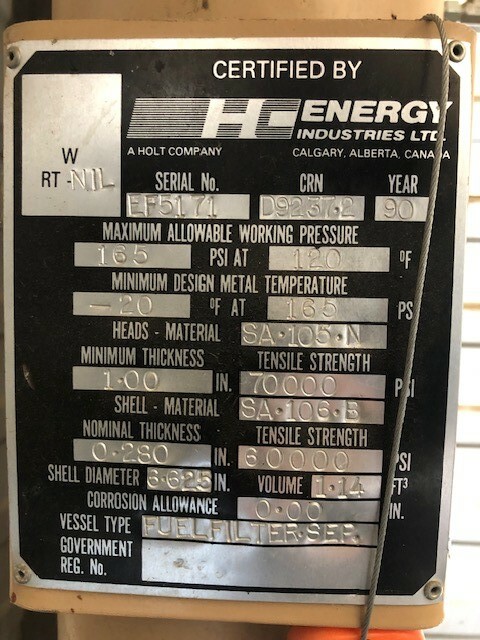 CERTIFIED BY
HC ENERGY
INDUSTRIES LTD.
A HOLT COMPANY CALGARY, ALBERTA, CANADA
W
RT -NIL
SERIAL No. CRN YEAR
EF5171 D9237·2 90
MAXIMUM ALLOWABLE WORKING PRESSURE
165 PSI AT 120 °F
MINIMUM DESIGN METAL TEMPERATURE
-20 °F AT 165 PS
HEADS - MATERIAL SA·105·N
MINIMUM THICKNESS TENSILE STRENGTH
1·00 IN. 70000 PSI
SHELL - MATERIAL SA·106·B
NOMINAL THICKNESS TENSILE STRENGTH
0·280 IN. 60000 PSI
SHELL DIAMETER 6·625 IN. VOLUME 1·14 FT³
CORROSION ALLOWANCE 0·00 IN.
VESSEL TYPE FUEL FILTER·SEP.
GOVERNMENT
REG. No.